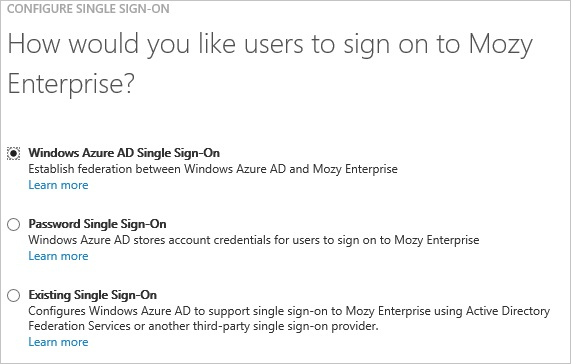 CONFIGURE SINGLE SIGN-ON
How would you like users to sign on to Mozy
Enterprise?
Windows Azure AD Single Sign-On
Establish federation between Windows Azure AD and Mozy Enterprise
Learn more
Password Single Sign-On
Windows Azure AD stores account credentials for users to sign on to Mozy Enterprise
Learn more
Existing Single Sign-On
Configures Windows Azure AD to support single sign-on to Mozy Enterprise using Active Directory
Federation Services or another third-party single sign-on provider.
Learn more